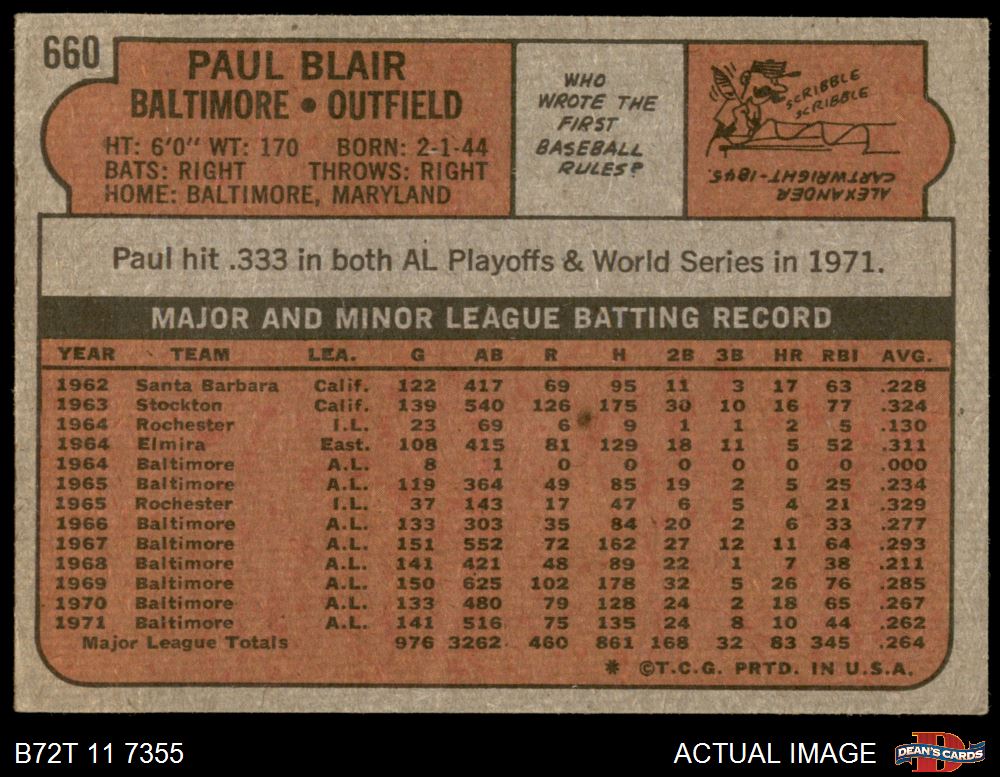 660
PAUL BLAIR
BALTIMORE • OUTFIELD
HT: 6'0" WT: 170 BORN: 2-1-44
BATS: RIGHT THROWS: RIGHT
HOME: BALTIMORE, MARYLAND
WHO
WROTE THE
FIRST
BASEBALL
RULES?
SCRIBBLE
SCRIBBLE
ALEXANDER
CARTWRIGHT-1845.
Paul hit .333 in both AL Playoffs & World Series in 1971.
MAJOR AND MINOR LEAGUE BATTING RECORD
YEAR TEAM LEA. G AB R H 2B 3B HR RBI AVG.
1962 Santa Barbara Calif. 122 417 69 95 11 3 17 63 .228
1963 Stockton Calif. 139 540 126 175 30 10 16 77 .324
1964 Rochester I.L. 23 69 6 9 1 1 2 5 .130
1964 Elmira East. 108 415 81 129 18 11 5 52 .311
1964 Baltimore A.L. 8 1 0 0 0 0 0 0 .000
1965 Baltimore A.L. 119 364 49 85 19 2 5 25 .234
1965 Rochester I.L. 37 143 17 47 6 5 4 21 .329
1966 Baltimore A.L. 133 303 35 84 20 2 6 33 .277
1967 Baltimore A.L. 151 552 72 162 27 12 11 64 .293
1968 Baltimore A.L. 141 421 48 89 22 1 7 38 .211
1969 Baltimore A.L. 150 625 102 178 32 5 26 76 .285
1970 Baltimore A.L. 133 480 79 128 24 2 18 65 .267
1971 Baltimore A.L. 141 516 75 135 24 8 10 44 .262
Major League Totals 976 3262 460 861 168 32 83 345 .264
* ©T.C.G. PRTD. IN U.S.A.
B72T 11 7355
ACTUAL IMAGE
D
DEAN'S CARDS